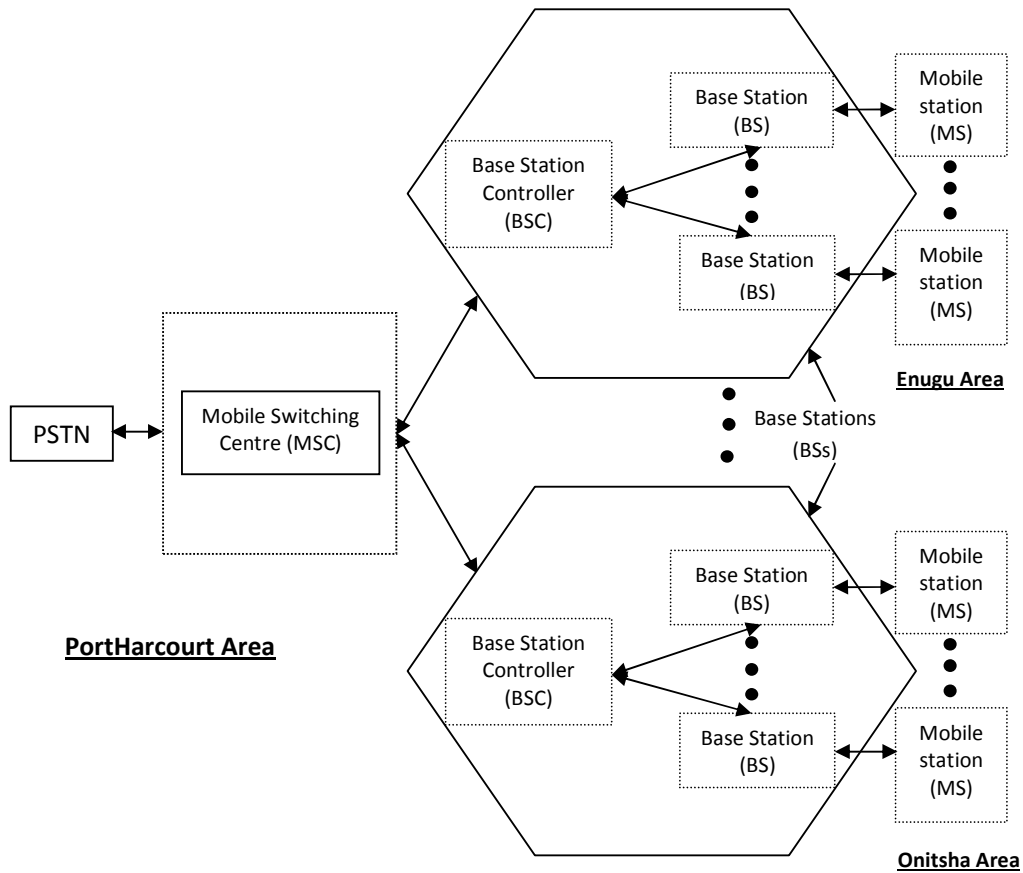 Base Station
(BS)
Mobile
station
(MS)
Base Station
Controller
(BSC)
Base Station
(BS)
Mobile
station
(MS)
Enugu Area
PSTN
Mobile Switching
Centre (MSC)
Base Stations
(BSs)
PortHarcourt Area
Base Station
(BS)
Mobile
station
(MS)
Base Station
Controller
(BSC)
Base Station
(BS)
Mobile
station
(MS)
Onitsha Area